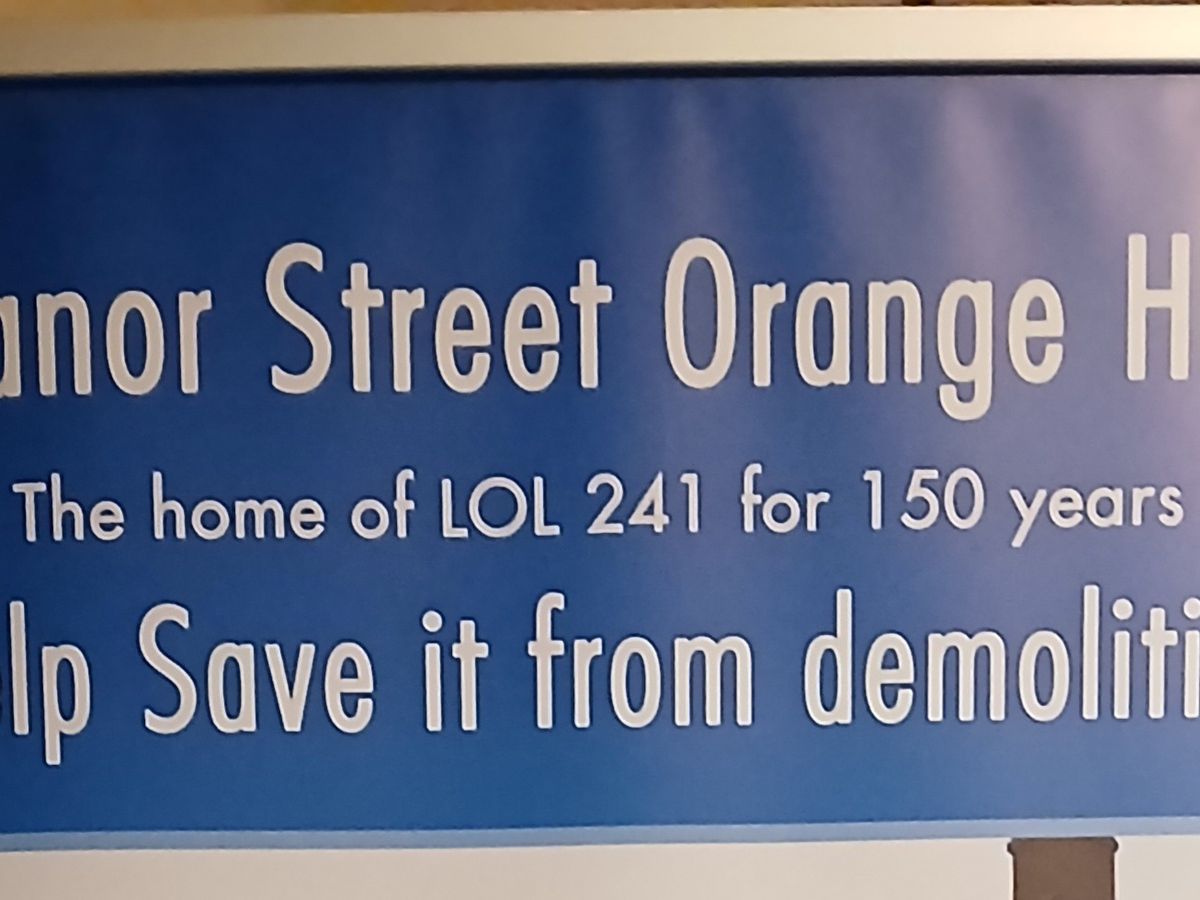 anor Street Orange H
The home of LOL 241 for 150 years
lp Save it from demoliti